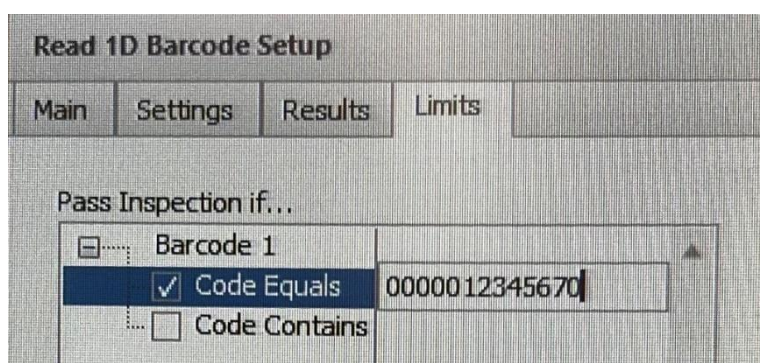 Read 1D Barcode Setup
Main Settings Results Limits
Pass Inspection if...
Barcode 1
Code Equals 0000012345670
Code Contains